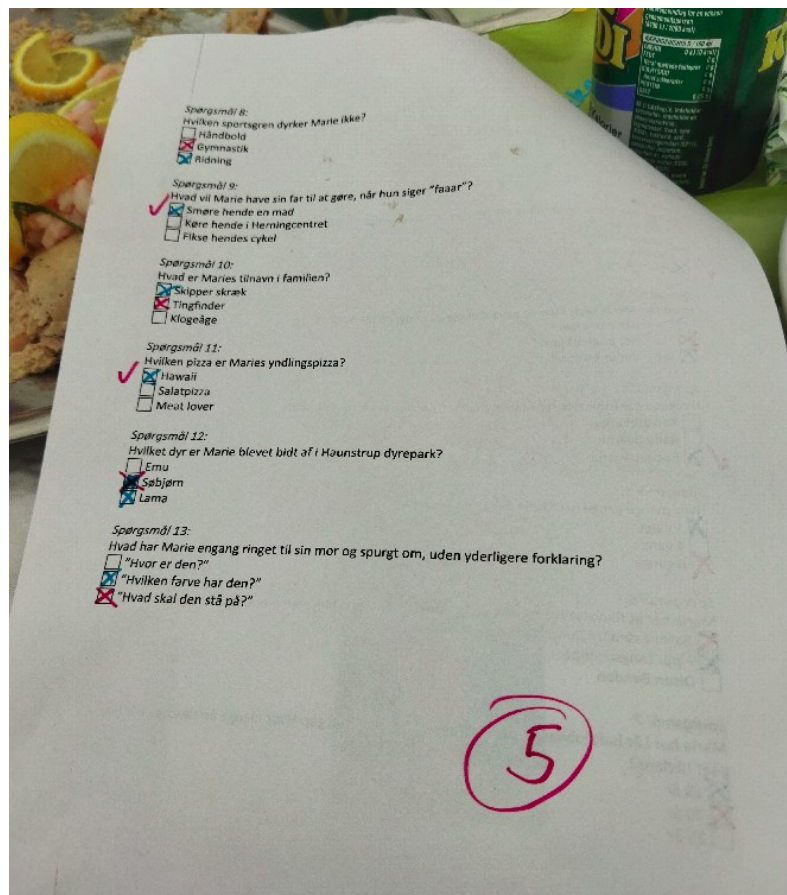 Spørgsmål 8:
Hvilken sportsgren dyrker Marie ikke?
Håndbold
Gymnastik
Ridning
Spørgsmål 9:
Hvad vil Marie have sin far til at gøre, når hun siger "faaar"?
Smøre hende en mad
Køre hende i Herningcentret
Fikse hendes cykel
Spørgsmål 10:
Hvad er Maries tilnavn i familien?
Skipper skræk
Tingfinder
Klogeåge
Spørgsmål 11:
Hvilken pizza er Maries yndlingspizza?
Hawaii
Salatpizza
Meat lover
Spørgsmål 12:
Hvilket dyr er Marie blevet bidt af i Haunstrup dyrepark?
Emu
Søbjørn
Lama
Spørgsmål 13:
Hvad har Marie engang ringet til sin mor og spurgt om, uden yderligere forklaring?
"Hvor er den?"
"Hvilken farve har den?"
"Hvad skal den stå på?"
5